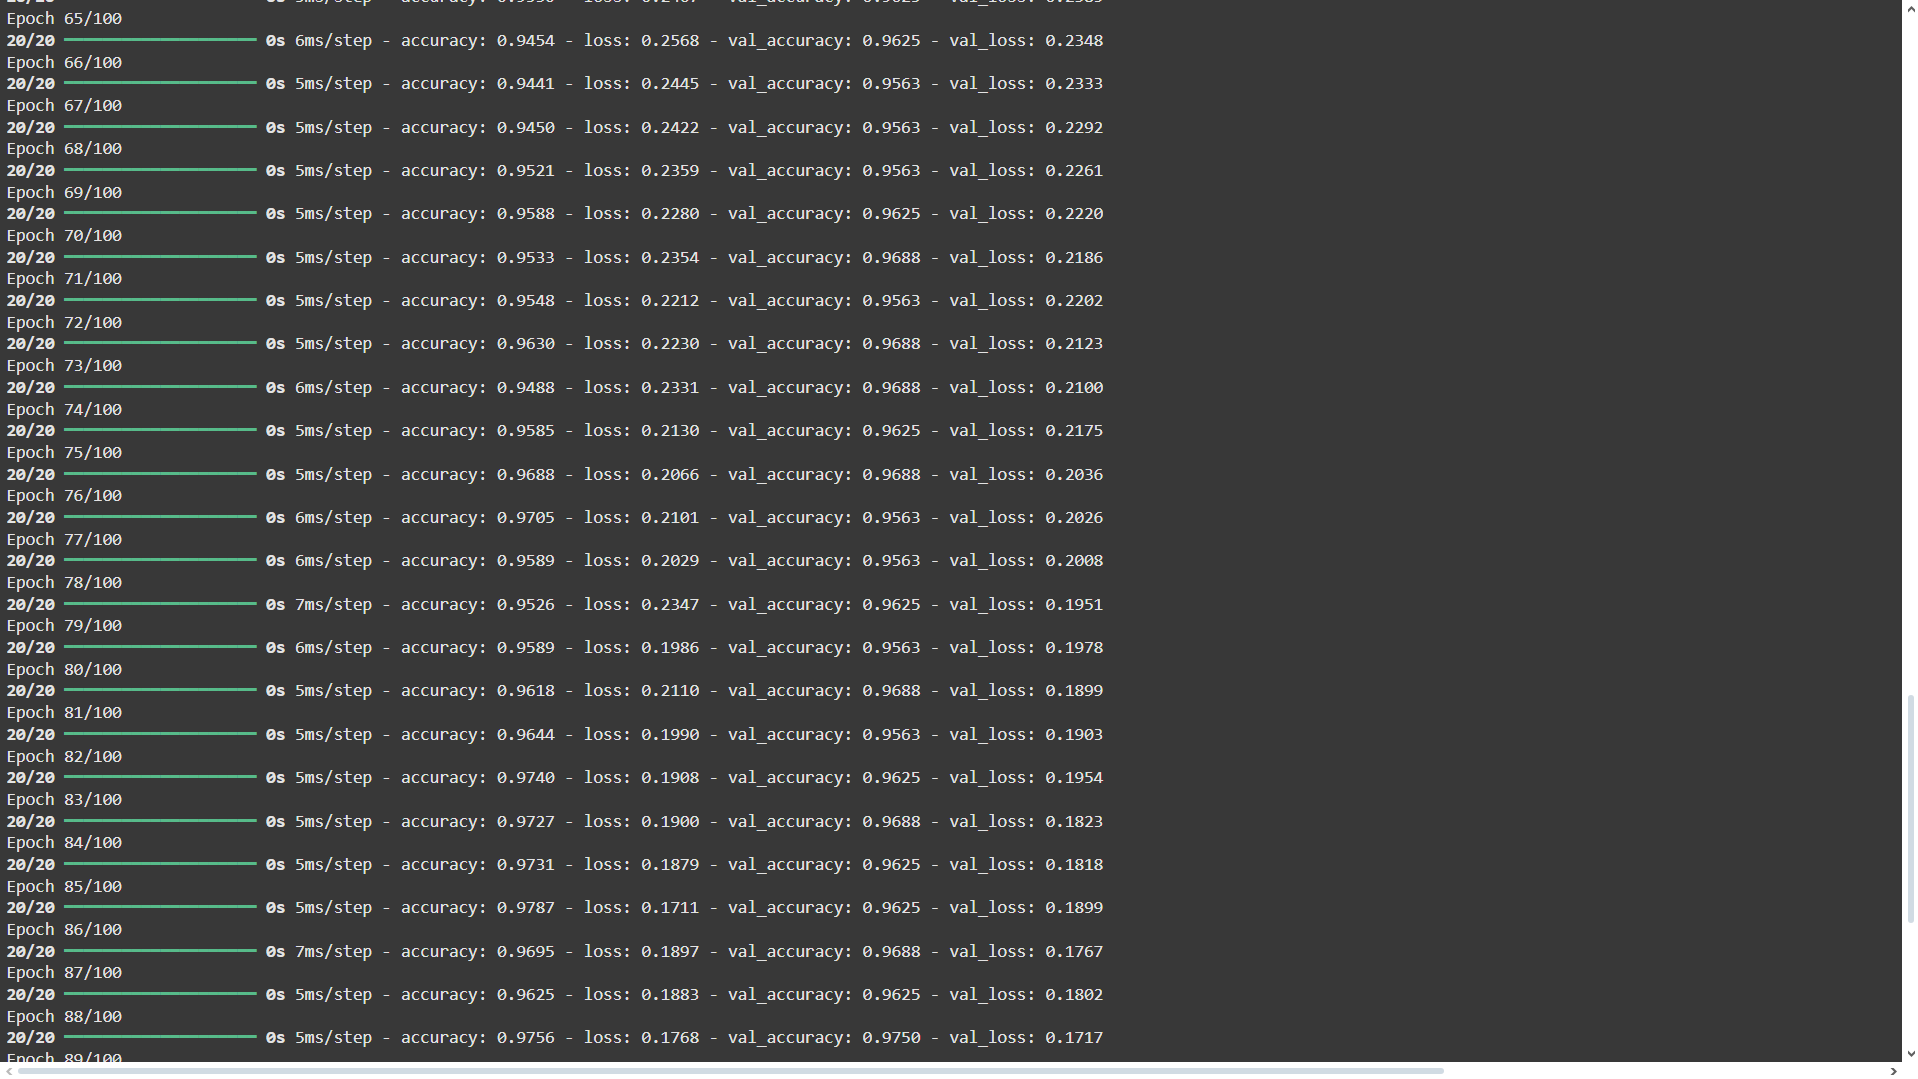 Epoch 65/100
20/20 ━━━━━━━━━━━━━━━━━━━━ 0s 6ms/step - accuracy: 0.9454 - loss: 0.2568 - val_accuracy: 0.9625 - val_loss: 0.2348
Epoch 66/100
20/20 ━━━━━━━━━━━━━━━━━━━━ 0s 5ms/step - accuracy: 0.9441 - loss: 0.2445 - val_accuracy: 0.9563 - val_loss: 0.2333
Epoch 67/100
20/20 ━━━━━━━━━━━━━━━━━━━━ 0s 5ms/step - accuracy: 0.9450 - loss: 0.2422 - val_accuracy: 0.9563 - val_loss: 0.2292
Epoch 68/100
20/20 ━━━━━━━━━━━━━━━━━━━━ 0s 5ms/step - accuracy: 0.9521 - loss: 0.2359 - val_accuracy: 0.9563 - val_loss: 0.2261
Epoch 69/100
20/20 ━━━━━━━━━━━━━━━━━━━━ 0s 5ms/step - accuracy: 0.9588 - loss: 0.2280 - val_accuracy: 0.9625 - val_loss: 0.2220
Epoch 70/100
20/20 ━━━━━━━━━━━━━━━━━━━━ 0s 5ms/step - accuracy: 0.9533 - loss: 0.2354 - val_accuracy: 0.9688 - val_loss: 0.2186
Epoch 71/100
20/20 ━━━━━━━━━━━━━━━━━━━━ 0s 5ms/step - accuracy: 0.9548 - loss: 0.2212 - val_accuracy: 0.9563 - val_loss: 0.2202
Epoch 72/100
20/20 ━━━━━━━━━━━━━━━━━━━━ 0s 5ms/step - accuracy: 0.9630 - loss: 0.2230 - val_accuracy: 0.9688 - val_loss: 0.2123
Epoch 73/100
20/20 ━━━━━━━━━━━━━━━━━━━━ 0s 6ms/step - accuracy: 0.9488 - loss: 0.2331 - val_accuracy: 0.9688 - val_loss: 0.2100
Epoch 74/100
20/20 ━━━━━━━━━━━━━━━━━━━━ 0s 5ms/step - accuracy: 0.9585 - loss: 0.2130 - val_accuracy: 0.9625 - val_loss: 0.2175
Epoch 75/100
20/20 ━━━━━━━━━━━━━━━━━━━━ 0s 5ms/step - accuracy: 0.9688 - loss: 0.2066 - val_accuracy: 0.9688 - val_loss: 0.2036
Epoch 76/100
20/20 ━━━━━━━━━━━━━━━━━━━━ 0s 6ms/step - accuracy: 0.9705 - loss: 0.2101 - val_accuracy: 0.9563 - val_loss: 0.2026
Epoch 77/100
20/20 ━━━━━━━━━━━━━━━━━━━━ 0s 6ms/step - accuracy: 0.9589 - loss: 0.2029 - val_accuracy: 0.9563 - val_loss: 0.2008
Epoch 78/100
20/20 ━━━━━━━━━━━━━━━━━━━━ 0s 7ms/step - accuracy: 0.9526 - loss: 0.2347 - val_accuracy: 0.9625 - val_loss: 0.1951
Epoch 79/100
20/20 ━━━━━━━━━━━━━━━━━━━━ 0s 6ms/step - accuracy: 0.9589 - loss: 0.1986 - val_accuracy: 0.9563 - val_loss: 0.1978
Epoch 80/100
20/20 ━━━━━━━━━━━━━━━━━━━━ 0s 5ms/step - accuracy: 0.9618 - loss: 0.2110 - val_accuracy: 0.9688 - val_loss: 0.1899
Epoch 81/100
20/20 ━━━━━━━━━━━━━━━━━━━━ 0s 5ms/step - accuracy: 0.9644 - loss: 0.1990 - val_accuracy: 0.9563 - val_loss: 0.1903
Epoch 82/100
20/20 ━━━━━━━━━━━━━━━━━━━━ 0s 5ms/step - accuracy: 0.9740 - loss: 0.1908 - val_accuracy: 0.9625 - val_loss: 0.1954
Epoch 83/100
20/20 ━━━━━━━━━━━━━━━━━━━━ 0s 5ms/step - accuracy: 0.9727 - loss: 0.1900 - val_accuracy: 0.9688 - val_loss: 0.1823
Epoch 84/100
20/20 ━━━━━━━━━━━━━━━━━━━━ 0s 5ms/step - accuracy: 0.9731 - loss: 0.1879 - val_accuracy: 0.9625 - val_loss: 0.1818
Epoch 85/100
20/20 ━━━━━━━━━━━━━━━━━━━━ 0s 5ms/step - accuracy: 0.9787 - loss: 0.1711 - val_accuracy: 0.9625 - val_loss: 0.1899
Epoch 86/100
20/20 ━━━━━━━━━━━━━━━━━━━━ 0s 7ms/step - accuracy: 0.9695 - loss: 0.1897 - val_accuracy: 0.9688 - val_loss: 0.1767
Epoch 87/100
20/20 ━━━━━━━━━━━━━━━━━━━━ 0s 5ms/step - accuracy: 0.9625 - loss: 0.1883 - val_accuracy: 0.9625 - val_loss: 0.1802
Epoch 88/100
20/20 ━━━━━━━━━━━━━━━━━━━━ 0s 5ms/step - accuracy: 0.9756 - loss: 0.1768 - val_accuracy: 0.9750 - val_loss: 0.1717
Epoch 89/100